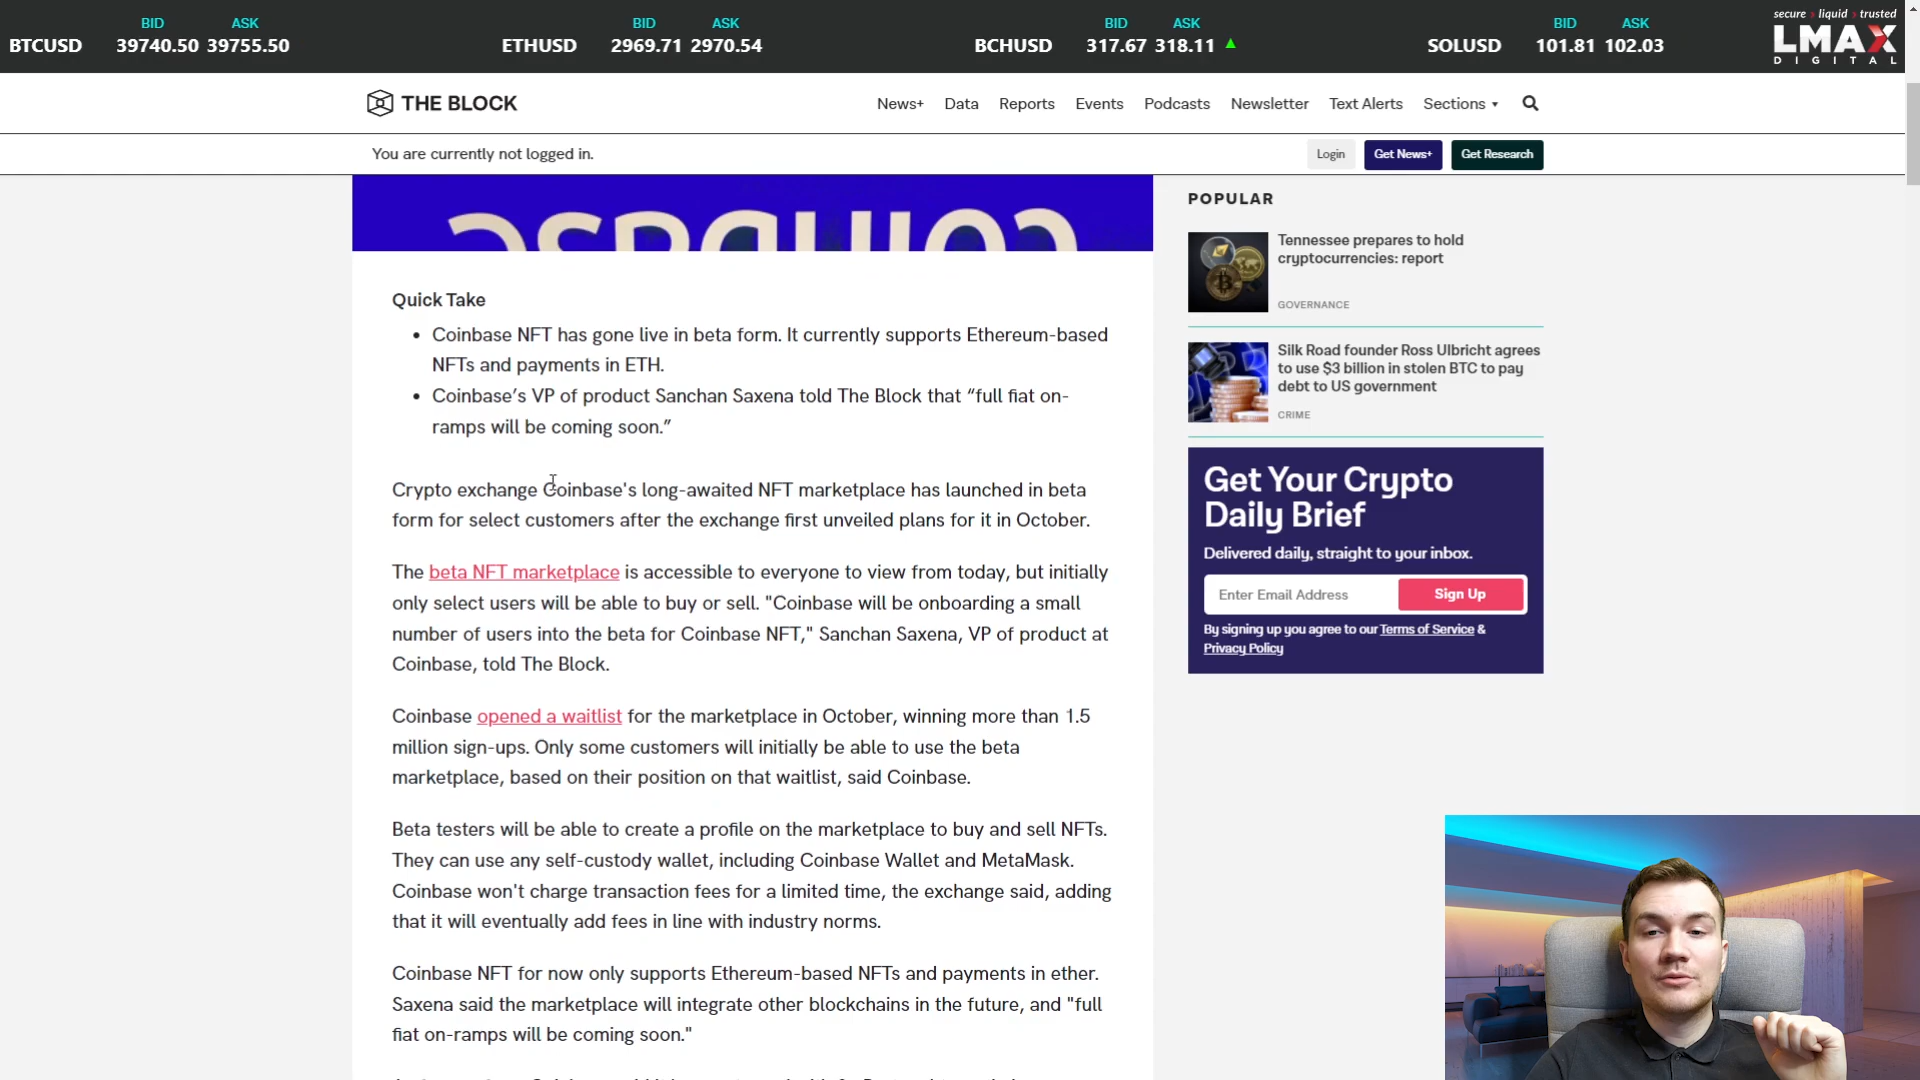 BID ASK
BTCUSD 39740.50 39755.50
BID ASK
ETHUSD 2969.71 2970.54
BID ASK
BCHUSD 317.67 318.11
BID ASK
SOLUSD 101.81 102.03
secure › liquid › trusted
LMAX
DIGITAL
THE BLOCK
News+ Data Reports Events Podcasts Newsletter Text Alerts Sections
You are currently not logged in.
Login Get News+ Get Research
coinbase
Quick Take
• Coinbase NFT has gone live in beta form. It currently supports Ethereum-based
NFTs and payments in ETH.
• Coinbase’s VP of product Sanchan Saxena told The Block that “full fiat on-
ramps will be coming soon.”
Crypto exchange Coinbase's long-awaited NFT marketplace has launched in beta
form for select customers after the exchange first unveiled plans for it in October.
The beta NFT marketplace is accessible to everyone to view from today, but initially
only select users will be able to buy or sell. "Coinbase will be onboarding a small
number of users into the beta for Coinbase NFT," Sanchan Saxena, VP of product at
Coinbase, told The Block.
Coinbase opened a waitlist for the marketplace in October, winning more than 1.5
million sign-ups. Only some customers will initially be able to use the beta
marketplace, based on their position on that waitlist, said Coinbase.
Beta testers will be able to create a profile on the marketplace to buy and sell NFTs.
They can use any self-custody wallet, including Coinbase Wallet and MetaMask.
Coinbase won't charge transaction fees for a limited time, the exchange said, adding
that it will eventually add fees in line with industry norms.
Coinbase NFT for now only supports Ethereum-based NFTs and payments in ether.
Saxena said the marketplace will integrate other blockchains in the future, and "full
fiat on-ramps will be coming soon."
POPULAR
Tennessee prepares to hold
cryptocurrencies: report
GOVERNANCE
Silk Road founder Ross Ulbricht agrees
to use $3 billion in stolen BTC to pay
debt to US government
CRIME
Get Your Crypto
Daily Brief
Delivered daily, straight to your inbox.
Enter Email Address Sign Up
By signing up you agree to our Terms of Service &
Privacy Policy